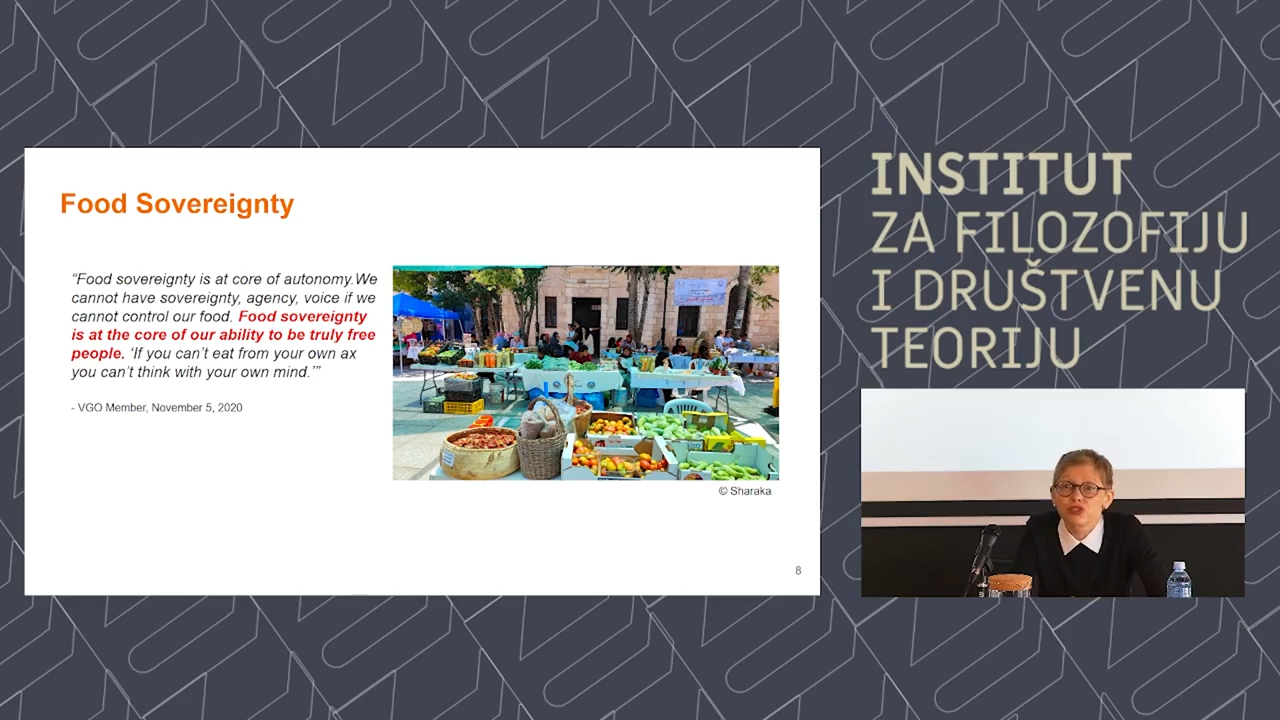 Food Sovereignty
“Food sovereignty is at core of autonomy.We
cannot have sovereignty, agency, voice if we
cannot control our food. Food sovereignty
is at the core of our ability to be truly free
people. ‘If you can’t eat from your own ax
you can’t think with your own mind.’”
- VGO Member, November 5, 2020
© Sharaka
8
INSTITUT
ZA FILOZOFIJU
I DRUŠTVENU
TEORIJU